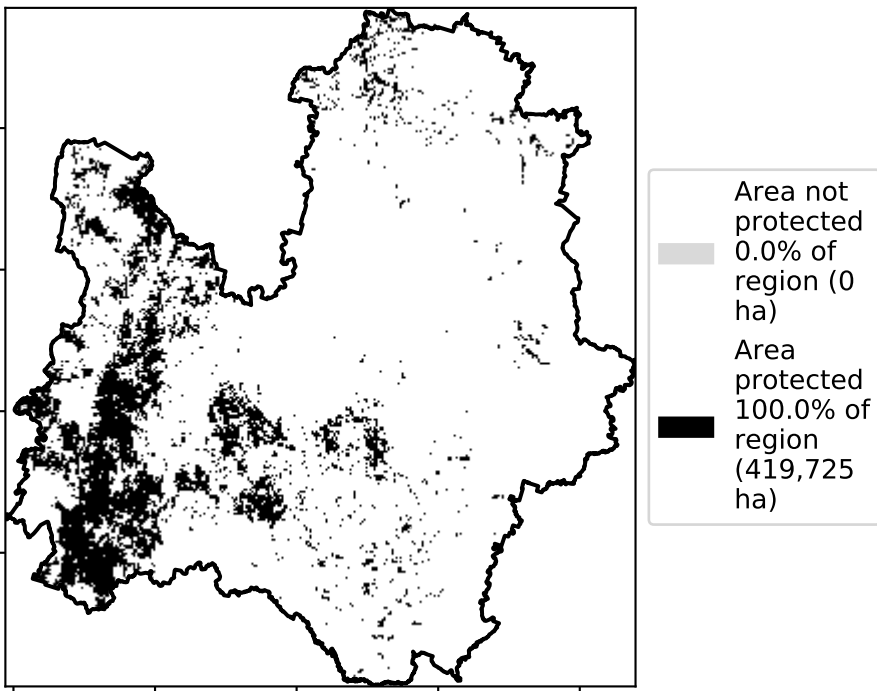 Area not
protected
0.0% of
region (0
ha)
Area
protected
100.0% of
region
(419,725
ha)